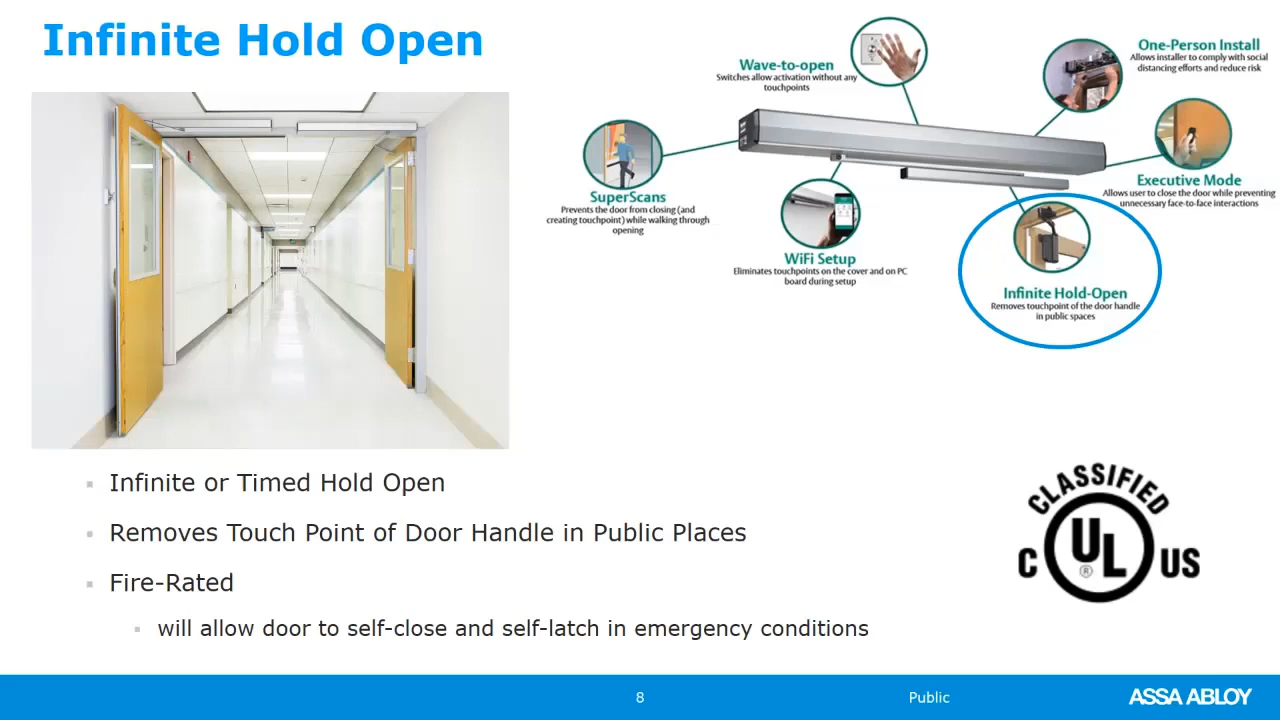 Infinite Hold Open
Wave-to-open
Switches allow activation without any
touchpoints
One-Person Install
Allows installer to comply with social
distancing efforts and reduce risk
SuperScans
Prevents the door from closing (and
creating touchpoint) while walking through
opening
Executive Mode
Allows user to close the door while preventing
unnecessary face-to-face interactions
WiFi Setup
Eliminates touchpoints on the cover and on PC
board during setup
Infinite Hold-Open
Removes touchpoint of the door handle
in public spaces
Infinite or Timed Hold Open
Removes Touch Point of Door Handle in Public Places
Fire-Rated
will allow door to self-close and self-latch in emergency conditions
CLASSIFIED
C UL US
®
8
Public
ASSA ABLOY